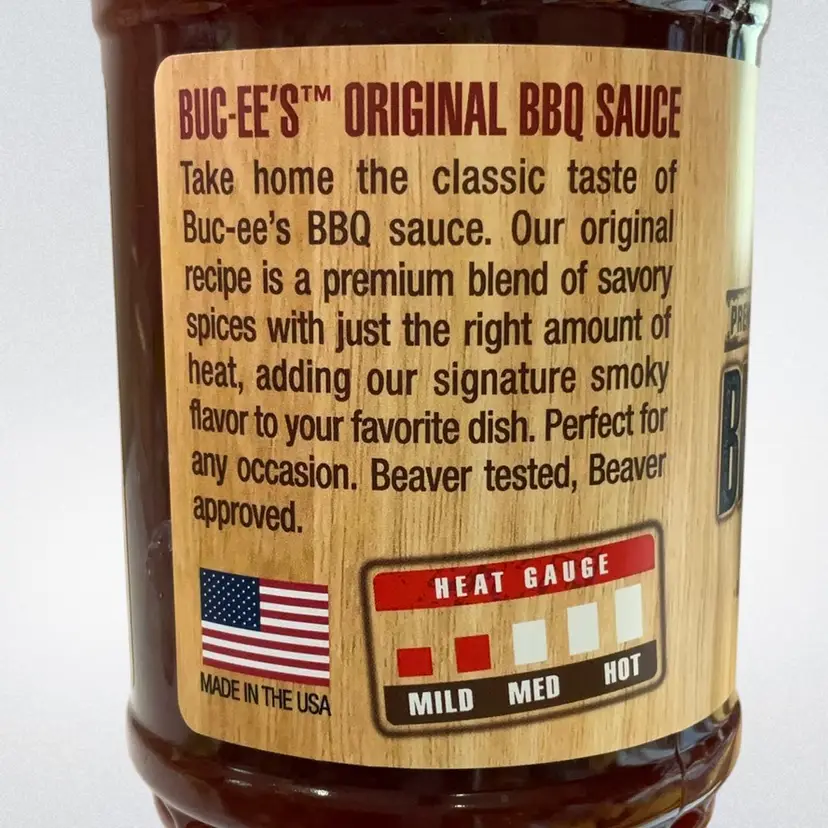 BUC-EE'S™ ORIGINAL BBQ SAUCE
Take home the classic taste of
Buc-ee's BBQ sauce. Our original
recipe is a premium blend of savory
spices with just the right amount of
heat, adding our signature smoky
flavor to your favorite dish. Perfect for
any occasion. Beaver tested, Beaver
approved.
HEAT GAUGE
MILD MED HOT
MADE IN THE USA